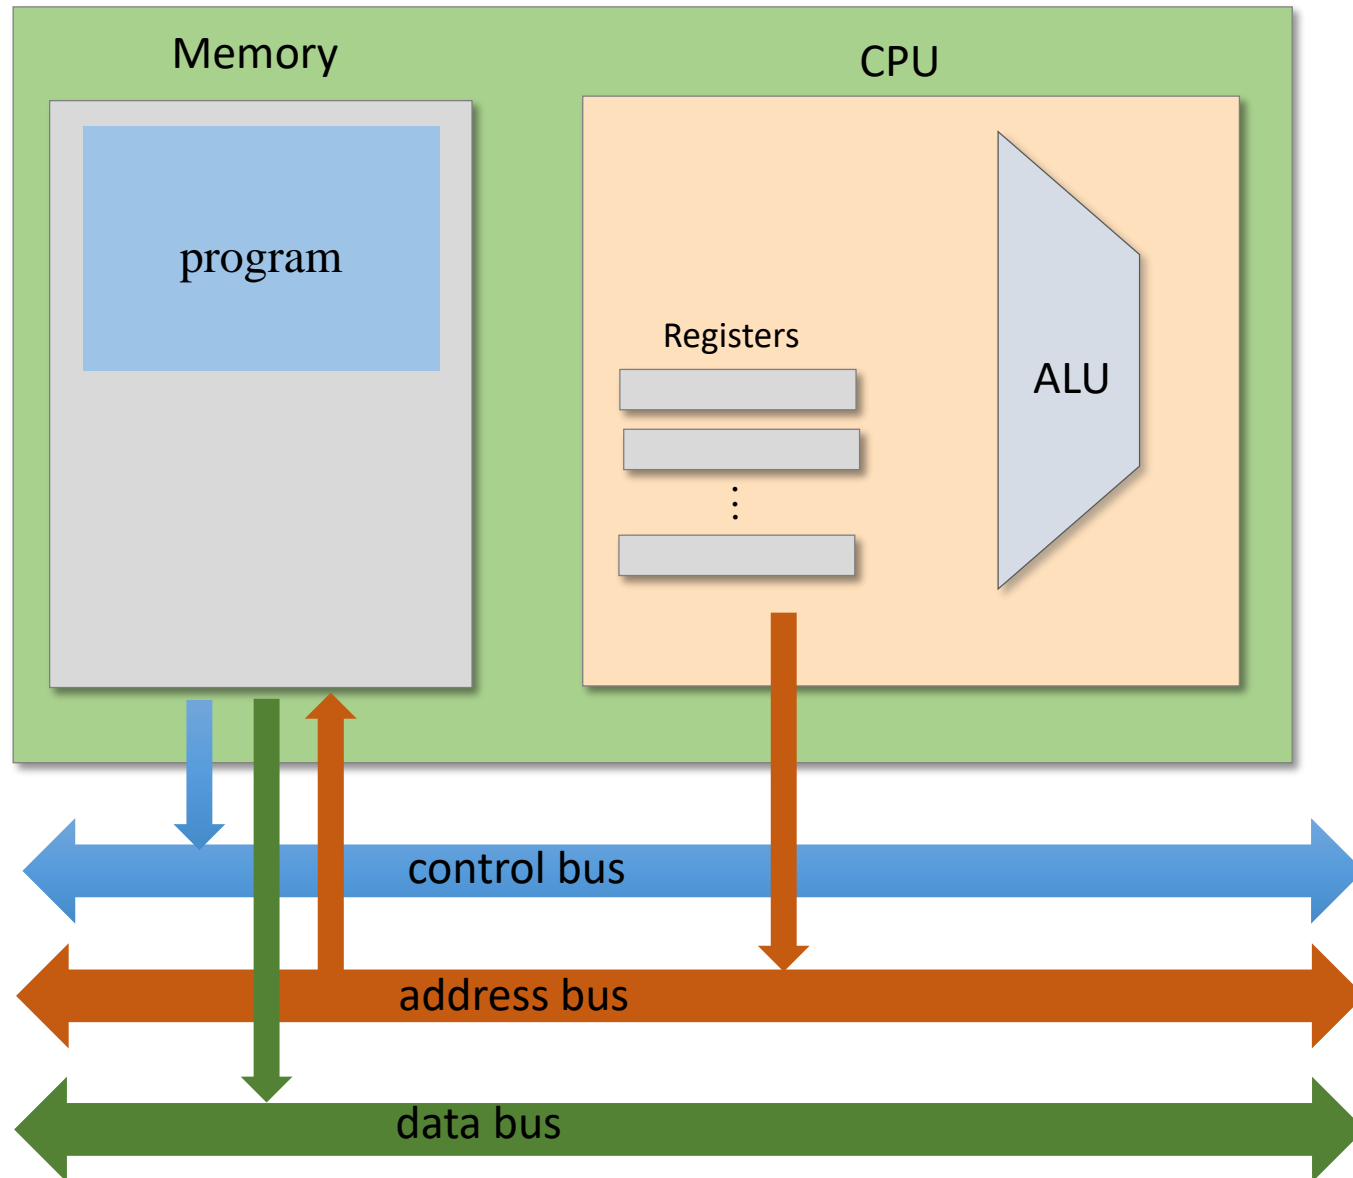 Memory
CPU
program
Registers
⋮
ALU
control bus
address bus
data bus